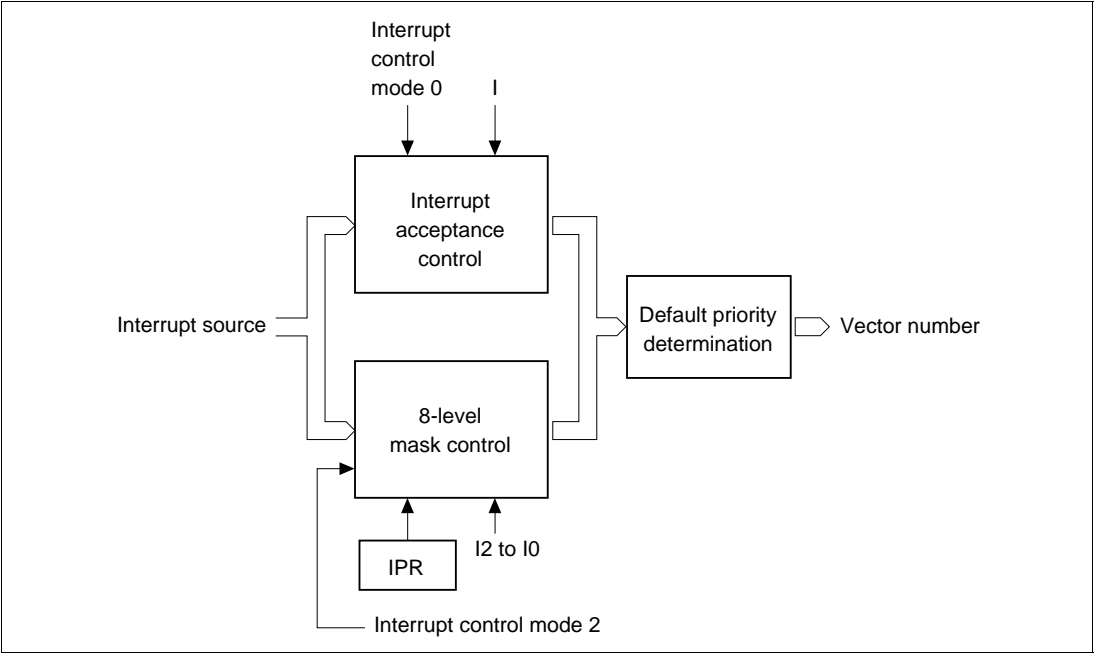 Interrupt
control
mode 0
I
Interrupt
acceptance
control
Interrupt source
Default priority
determination
Vector number
8-level
mask control
I2 to I0
IPR
Interrupt control mode 2